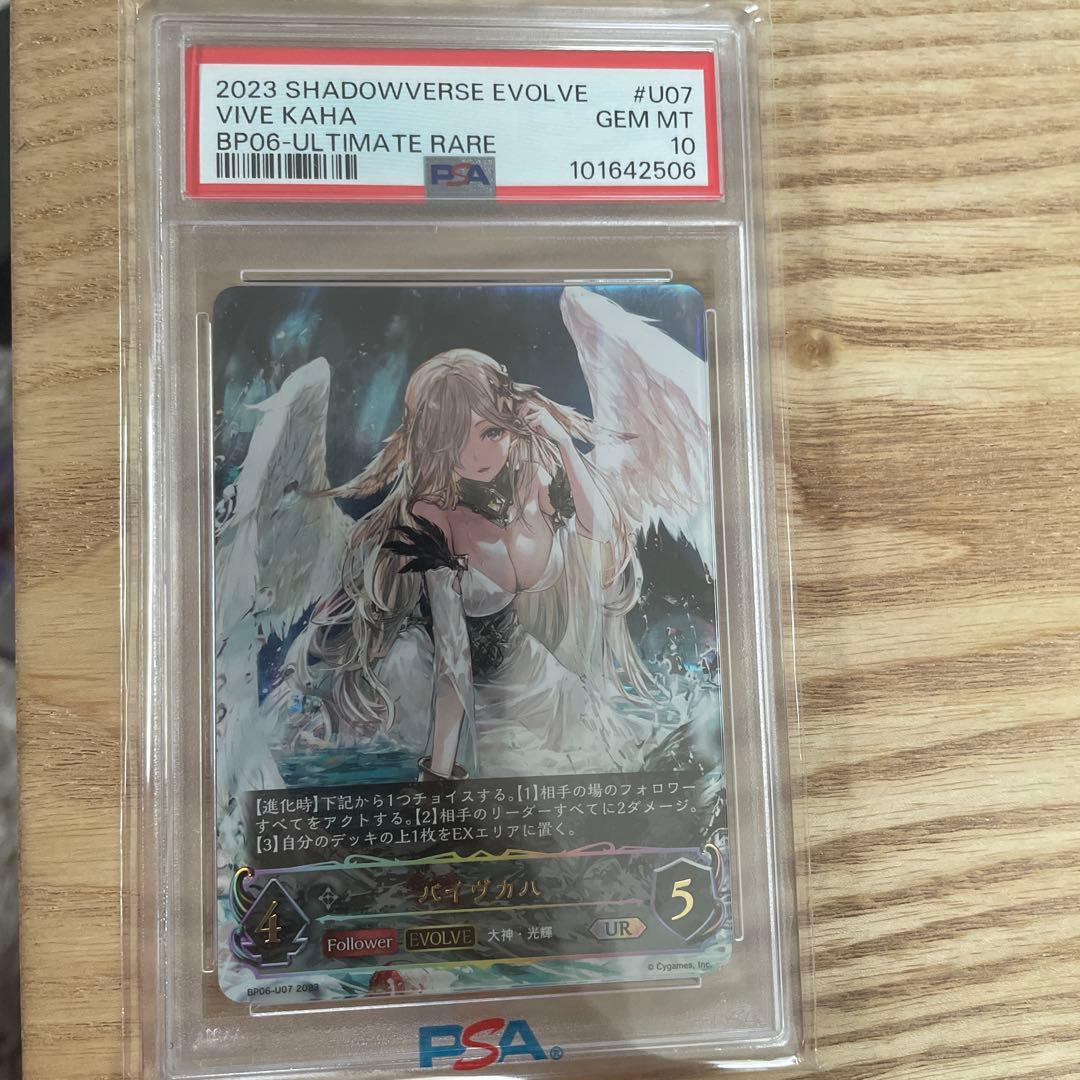 2023 SHADOWVERSE EVOLVE #U07
VIVE KAHA GEM MT
BP06-ULTIMATE RARE 10
PSA 101642506
【進化時】下記から1つチョイスする。【1】相手の場のフォロワー
すべてをアクトする。【2】相手のリーダーすべてに2ダメージ。
【3】自分のデッキの上1枚をEXエリアに置く。
バイヴカハ
4 5
Follower EVOLVE 大神・光輝 UR
© Cygames, Inc.
BP06-U07 2023
PSA®